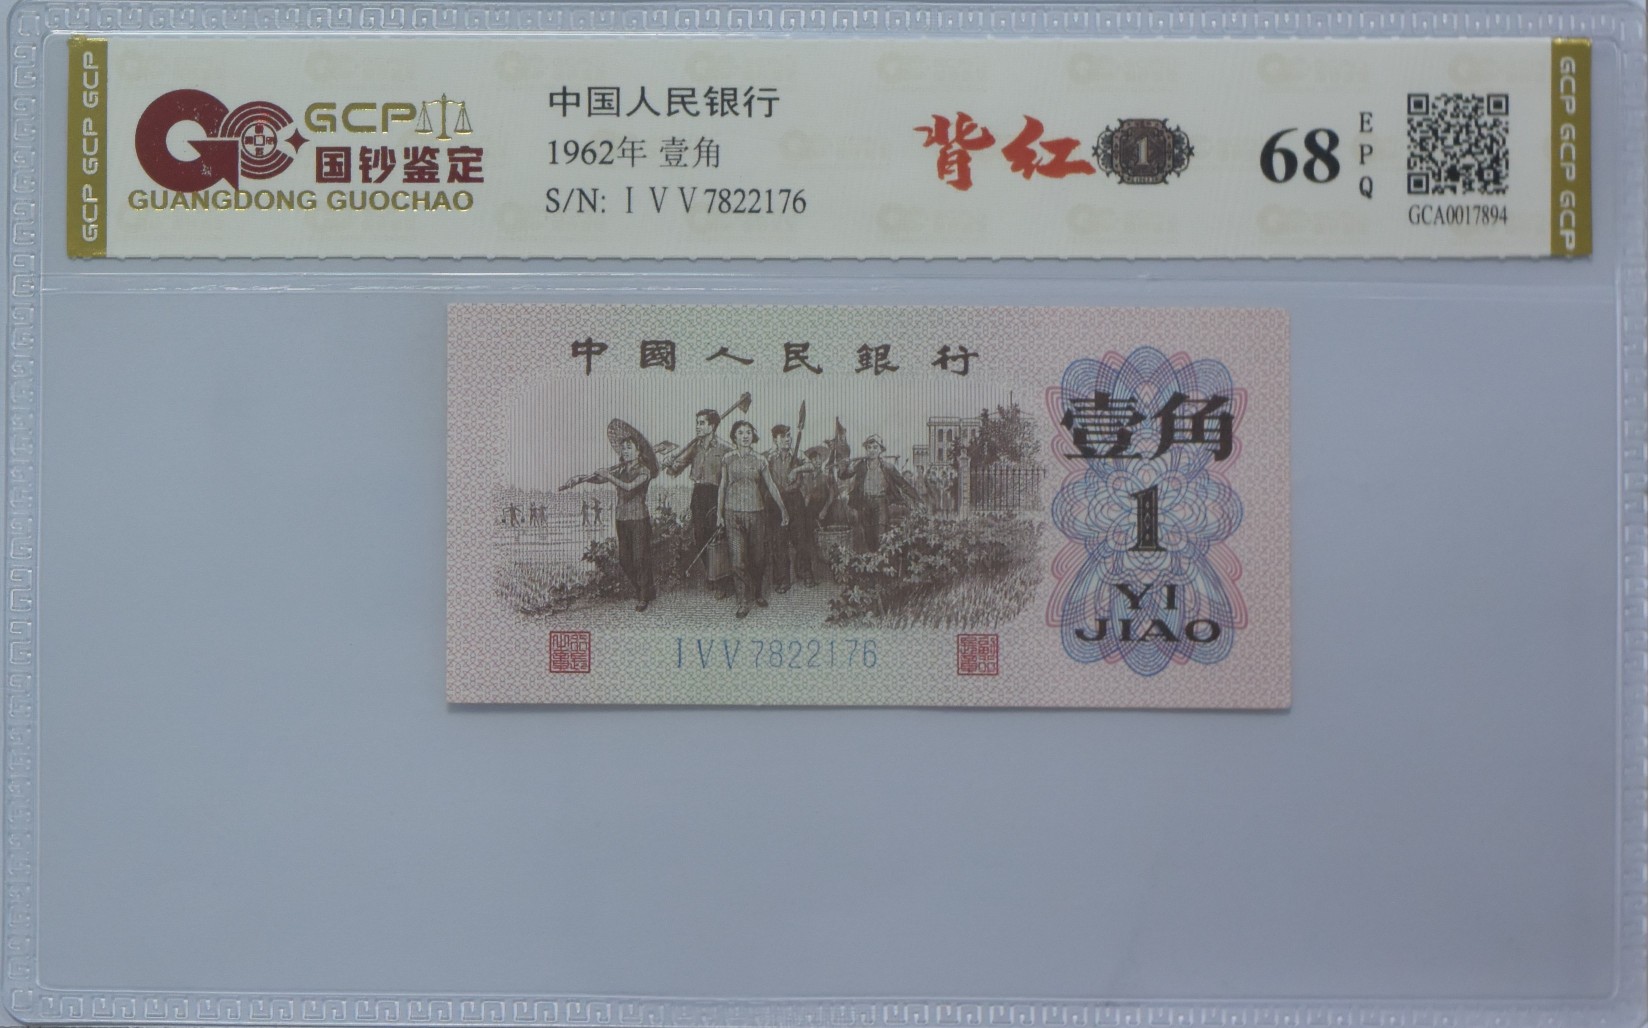 GCP GCP GCP
GCP
国钞鉴定
GUANGDONG GUOCHAO
中国人民银行
1962年 壹角
S/N: I V V 7822176
背红
1
68
EPQ
GCA0017894
GCP GCP GCP
中國人民銀行
壹角
1
YI
JIAO
I V V 7822176